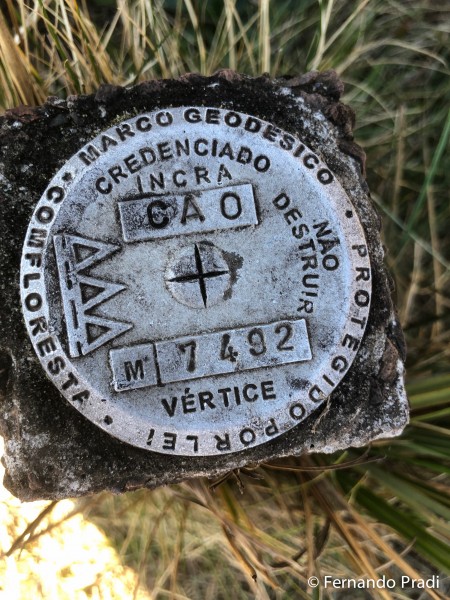 MARCO GEODÉSICO • PROTEGIDO POR LEI • COMFLORESTA •
CREDENCIADO
INCRA
CAO
NÃO
DESTRUIR
M 7492
VÉRTICE
© Fernando Pradi